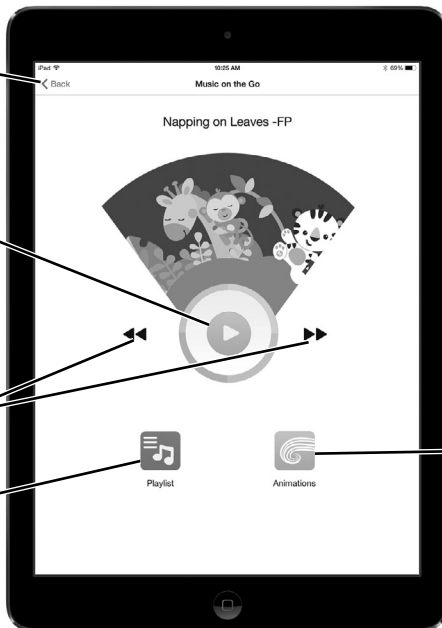 iPad 10:25 AM 69%
Back Music on the Go
Napping on Leaves -FP
Playlist Animations